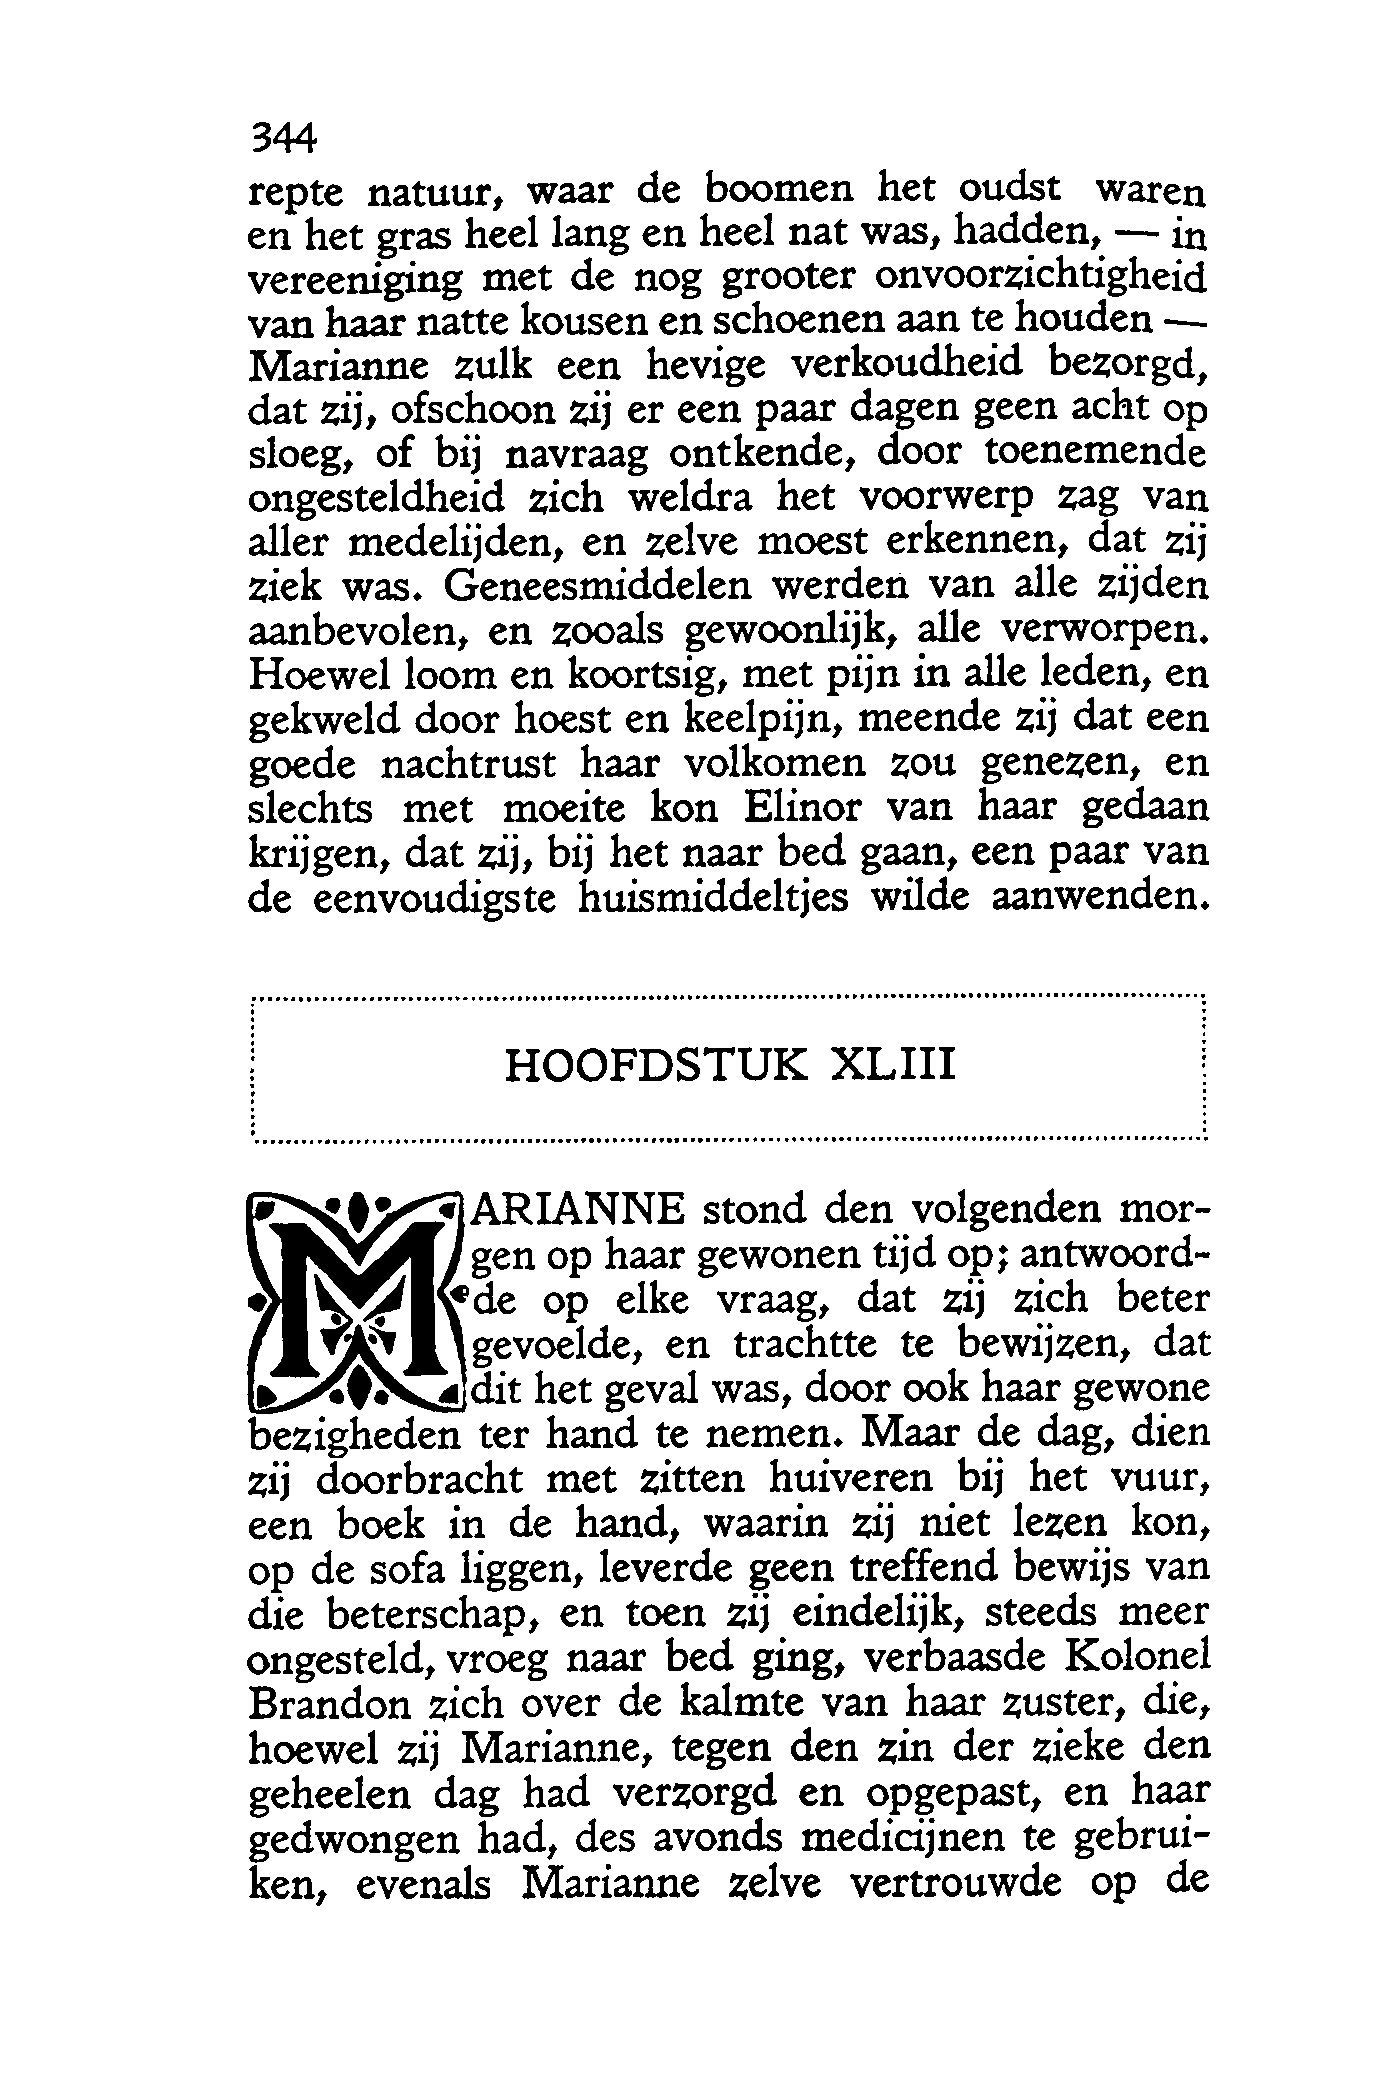 344
repte natuur, waar de boomen het oudst waren
en het gras heel lang en heel nat was, hadden, — in
vereeniging met de nog grooter onvoorzichtigheid
van haar natte kousen en schoenen aan te houden —
Marianne zulk een hevige verkoudheid bezorgd,
dat zij, ofschoon zij er een paar dagen geen acht op
sloeg, of bij navraag ontkende, door toenemende
ongesteldheid zich weldra het voorwerp zag van
aller medelijden, en zelve moest erkennen, dat zij
ziek was. Geneesmiddelen werden van alle zijden
aanbevolen, en zooals gewoonlijk, alle verworpen.
Hoewel loom en koortsig, met pijn in alle leden, en
gekweld door hoest en keelpijn, meende zij dat een
goede nachtrust haar volkomen zou genezen, en
slechts met moeite kon Elinor van haar gedaan
krijgen, dat zij, bij het naar bed gaan, een paar van
de eenvoudigste huismiddeltjes wilde aanwenden.
HOOFDSTUK XLIII
MARIANNE stond den volgenden mor-
gen op haar gewonen tijd op; antwoord-
de op elke vraag, dat zij zich beter
gevoelde, en trachtte te bewijzen, dat
dit het geval was, door ook haar gewone
bezigheden ter hand te nemen. Maar de dag, dien
zij doorbracht met zitten huiveren bij het vuur,
een boek in de hand, waarin zij niet lezen kon,
op de sofa liggen, leverde geen treffend bewijs van
die beterschap, en toen zij eindelijk, steeds meer
ongesteld, vroeg naar bed ging, verbaasde Kolonel
Brandon zich over de kalmte van haar zuster, die,
hoewel zij Marianne, tegen den zin der zieke den
geheelen dag had verzorgd en opgepast, en haar
gedwongen had, des avonds medicijnen te gebrui-
ken, evenals Marianne zelve vertrouwde op de